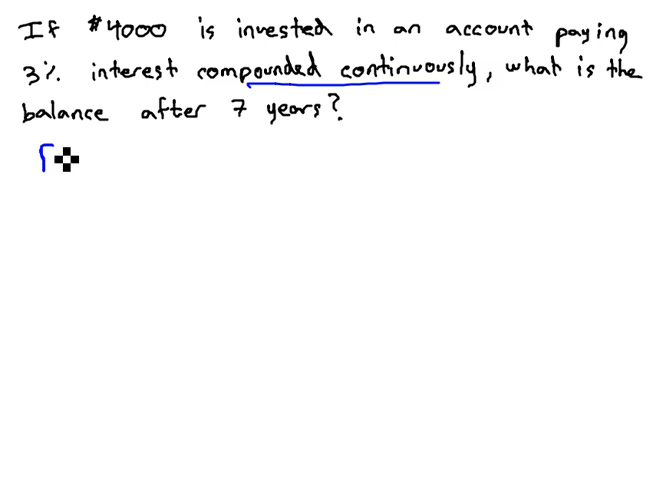 If $4000 is invested in an account paying
3% interest compounded continuously, what is the
balance after 7 years?